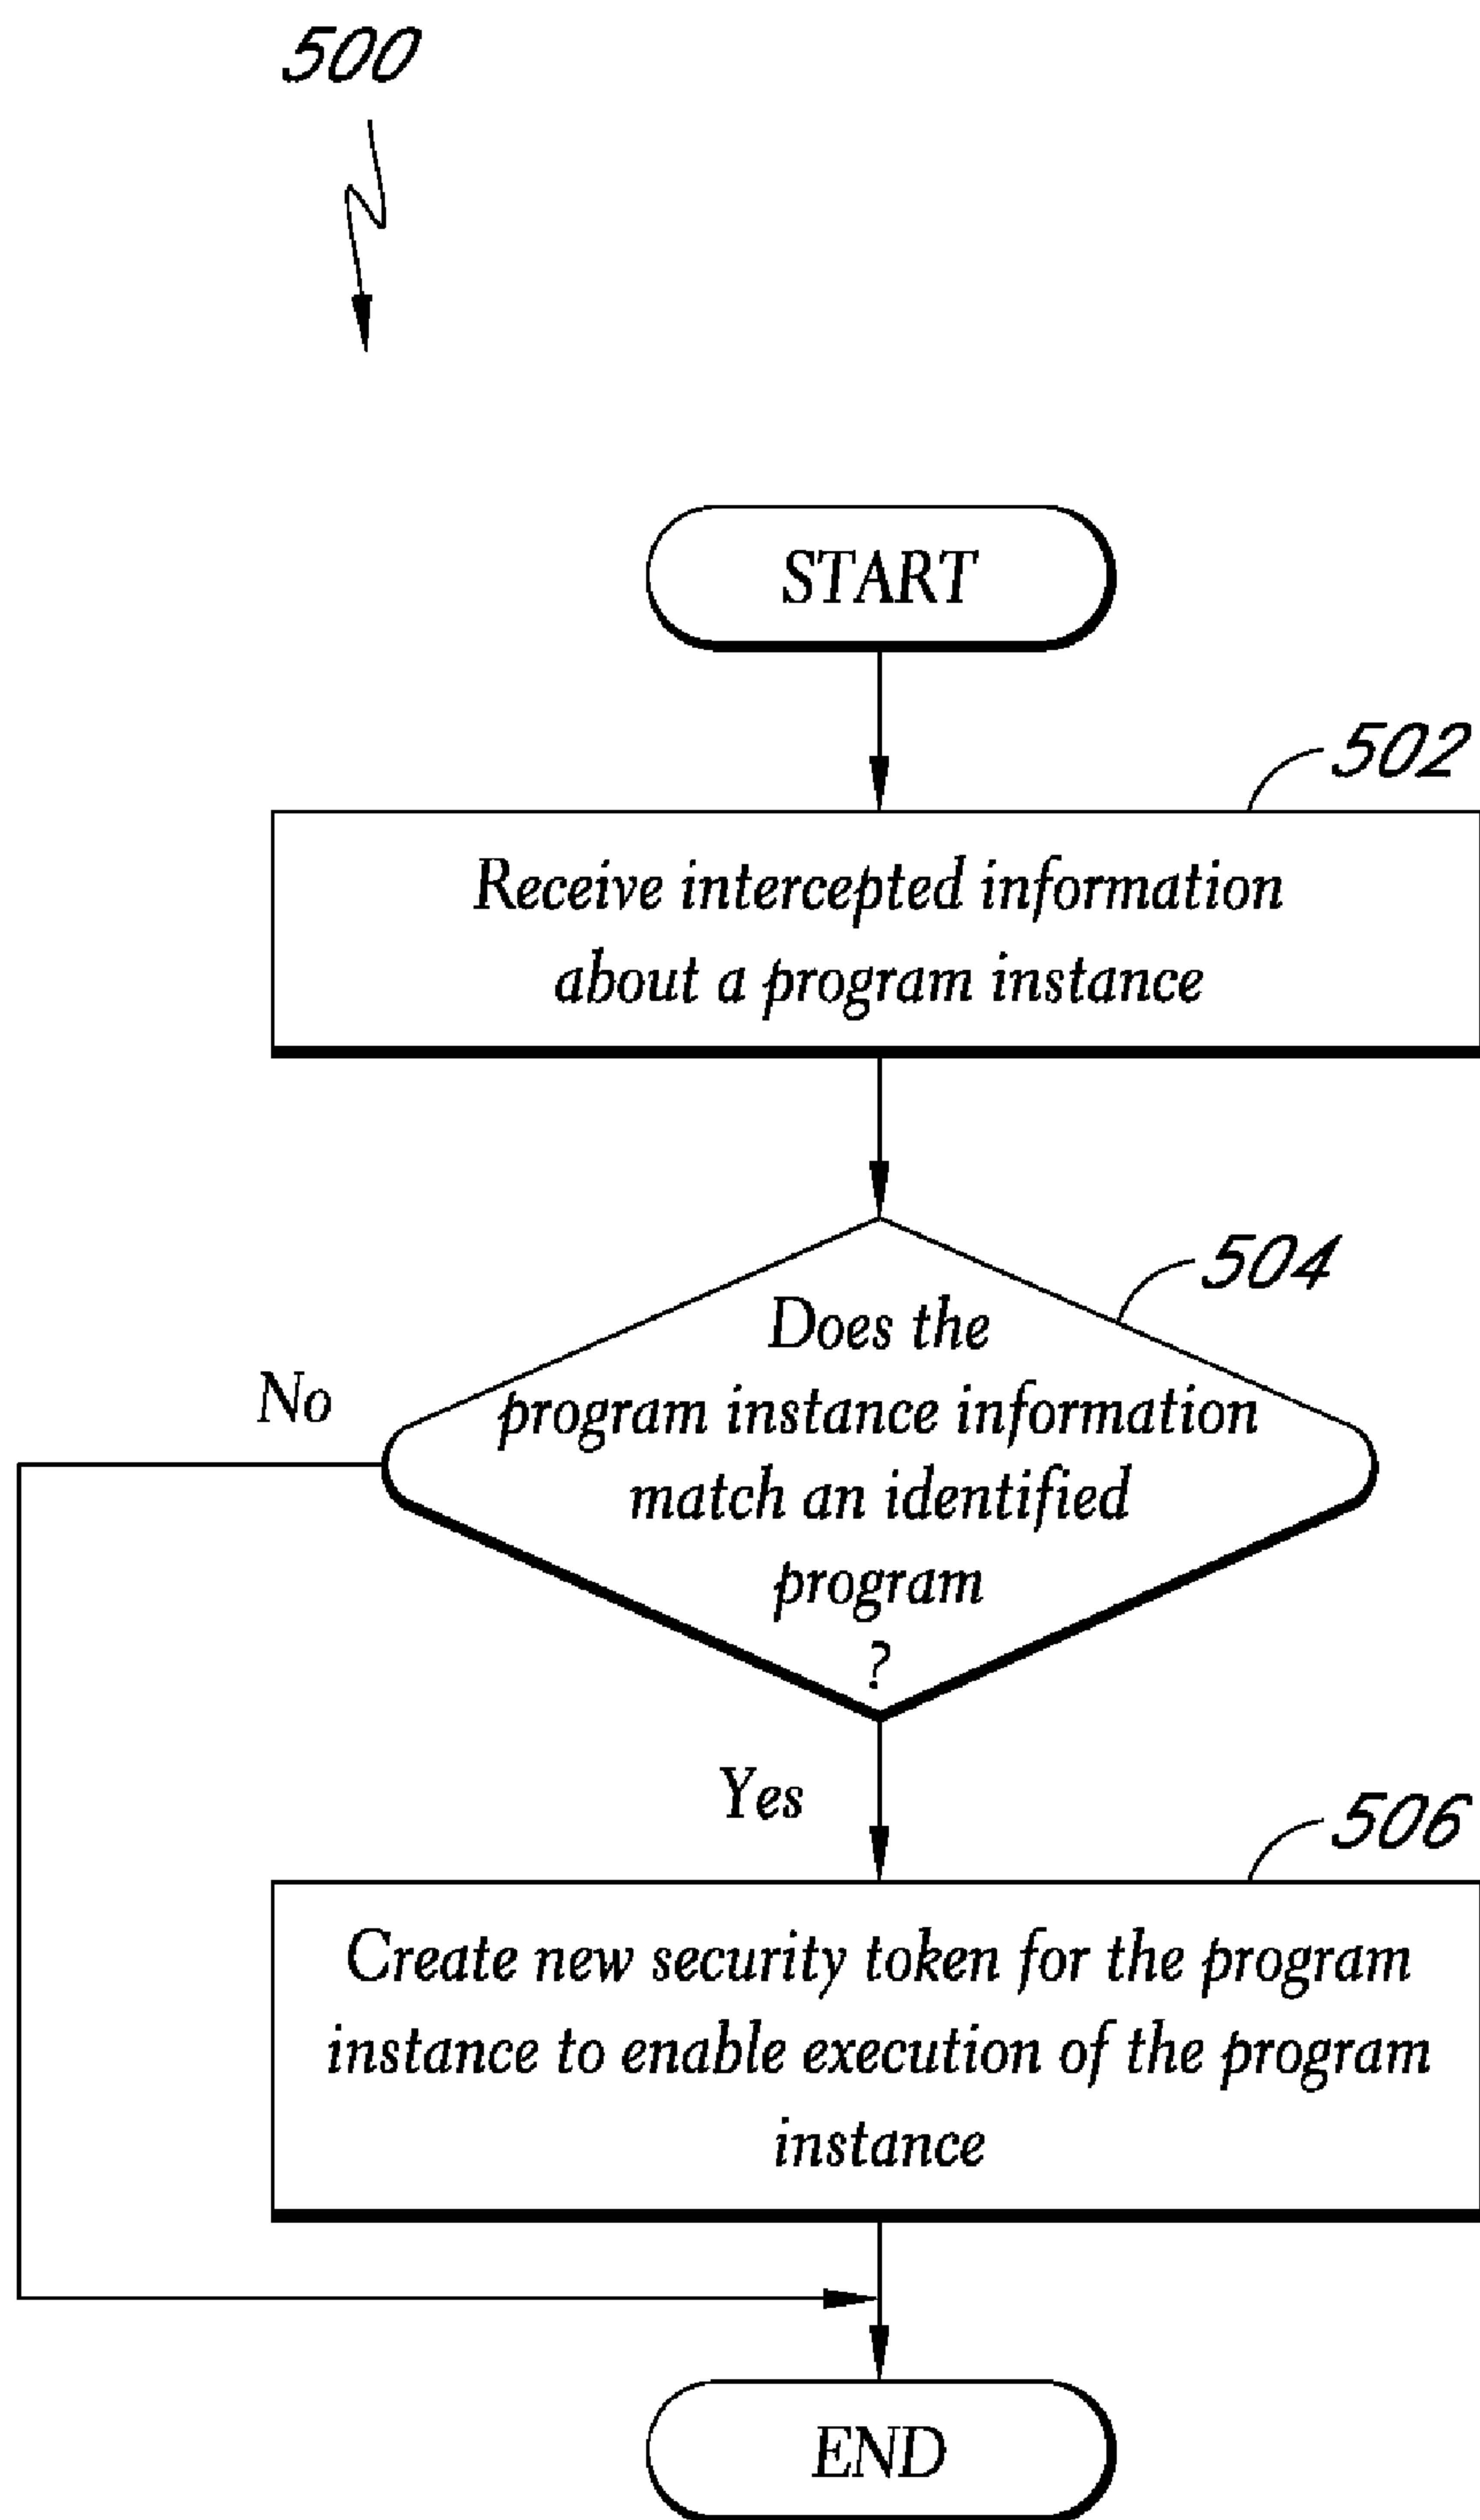 500
START
502
Receive intercepted information
about a program instance
504
Does the
program instance information
match an identified
program
?
No
Yes
506
Create new security token for the program
instance to enable execution of the program
instance
END